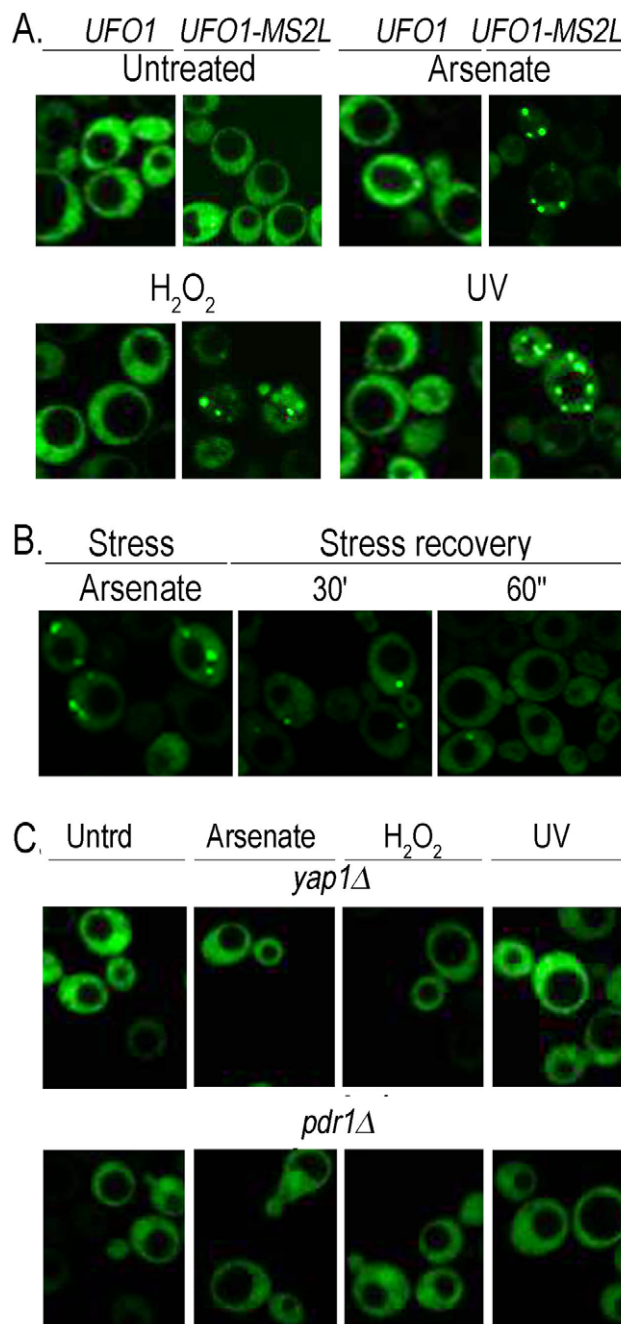 A.
UFO1 UFO1-MS2L UFO1 UFO1-MS2L
Untreated Arsenate
H₂O₂ UV
B.
Stress Stress recovery
Arsenate 30' 60"
C.
Untrd Arsenate H₂O₂ UV
yap1Δ
pdr1Δ